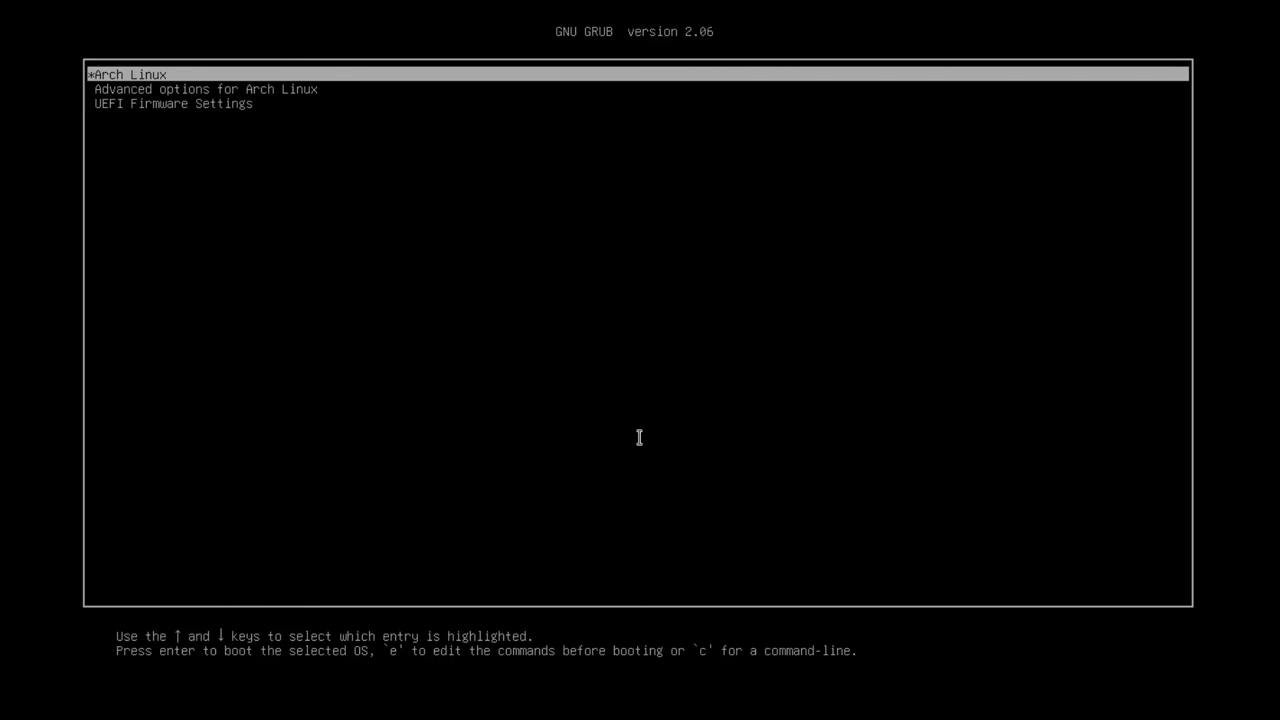 GNU GRUB  version 2.06
*Arch Linux
Advanced options for Arch Linux
UEFI Firmware Settings
Use the ↑ and ↓ keys to select which entry is highlighted.
Press enter to boot the selected OS, `e' to edit the commands before booting or `c' for a command-line.